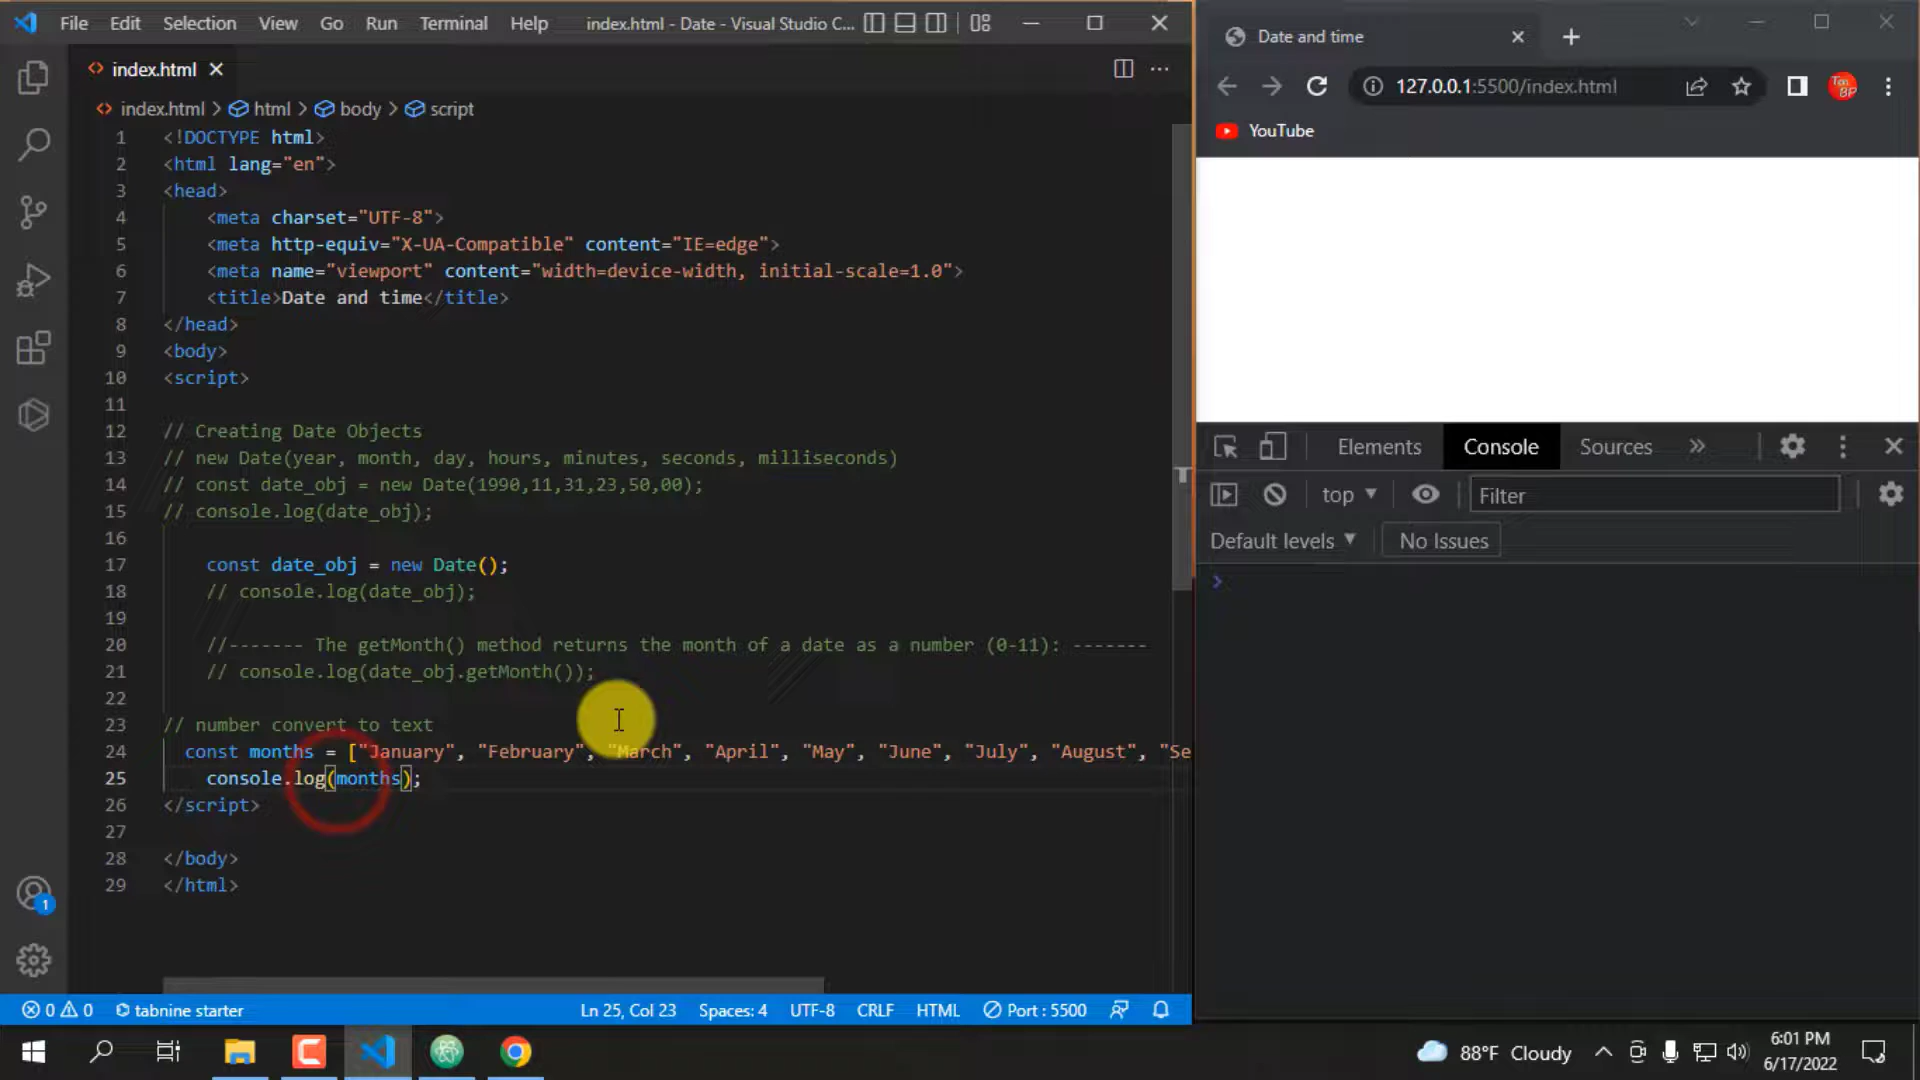 File Edit Selection View Go Run Terminal Help index.html - Date - Visual Studio C...
index.html
index.html > html > body > script
1 <!DOCTYPE html>
2 <html lang="en">
3 <head>
4 <meta charset="UTF-8">
5 <meta http-equiv="X-UA-Compatible" content="IE=edge">
6 <meta name="viewport" content="width=device-width, initial-scale=1.0">
7 <title>Date and time</title>
8 </head>
9 <body>
10 <script>
11
12 // Creating Date Objects
13 // new Date(year, month, day, hours, minutes, seconds, milliseconds)
14 // const date_obj = new Date(1990,11,31,23,50,00);
15 // console.log(date_obj);
16
17 const date_obj = new Date();
18 // console.log(date_obj);
19
20 //------- The getMonth() method returns the month of a date as a number (0-11): -------
21 // console.log(date_obj.getMonth());
22
23 // number convert to text
24 const months = ["January", "February", "March", "April", "May", "June", "July", "August", "Se
25 console.log(months);
26 </script>
27
28 </body>
29 </html>
1
0 0 tabnine starter Ln 25, Col 23 Spaces: 4 UTF-8 CRLF HTML Port : 5500
Date and time
127.0.0.1:5500/index.html
YouTube
Elements Console Sources
top Filter
Default levels No Issues
88°F Cloudy
6:01 PM
6/17/2022